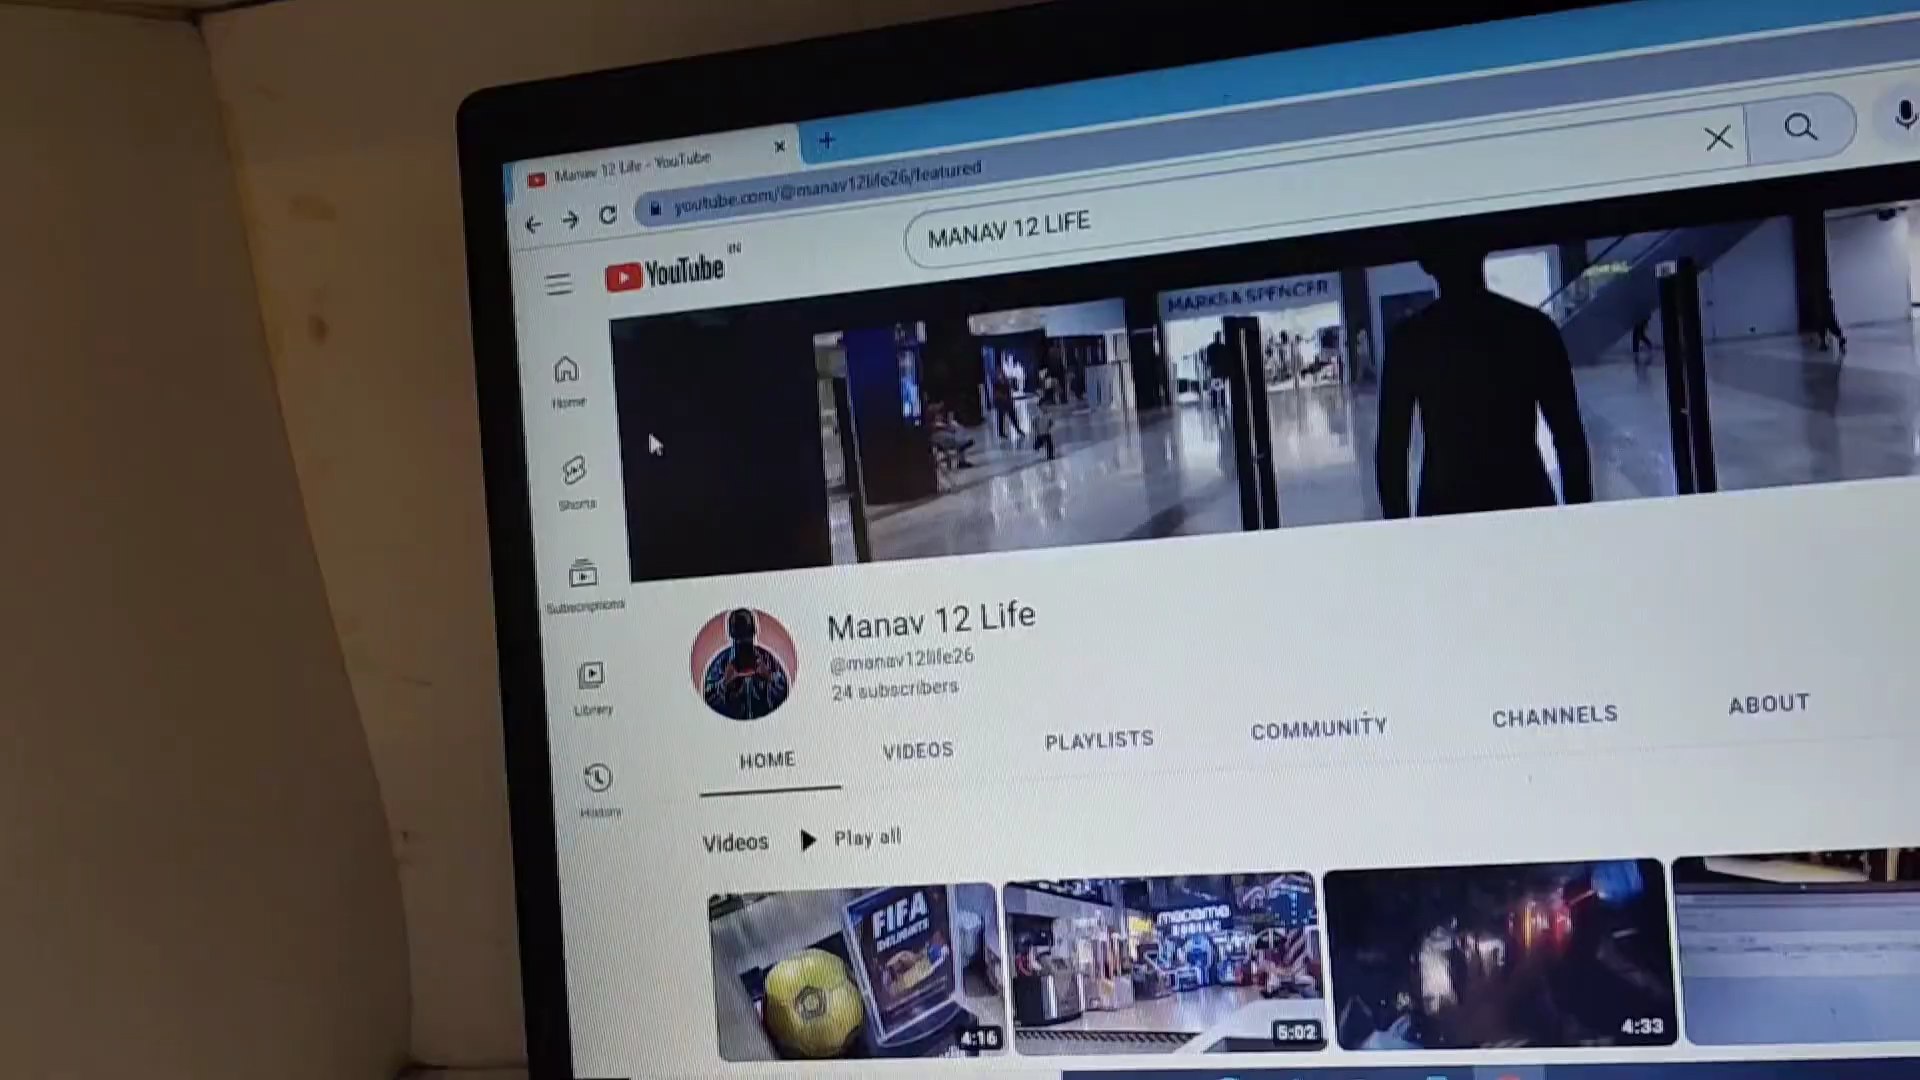 Manav 12 Life - YouTube
youtube.com/@manav12life26/featured
MANAV 12 LIFE
YouTube IN
MARKS & SPENCER
Home
Shorts
Subscriptions
Library
History
Manav 12 Life
@manav12life26
24 subscribers
HOME VIDEOS PLAYLISTS COMMUNITY CHANNELS ABOUT
Videos Play all
FIFA
DELIGHTS
macame
4:16
5:02
4:33